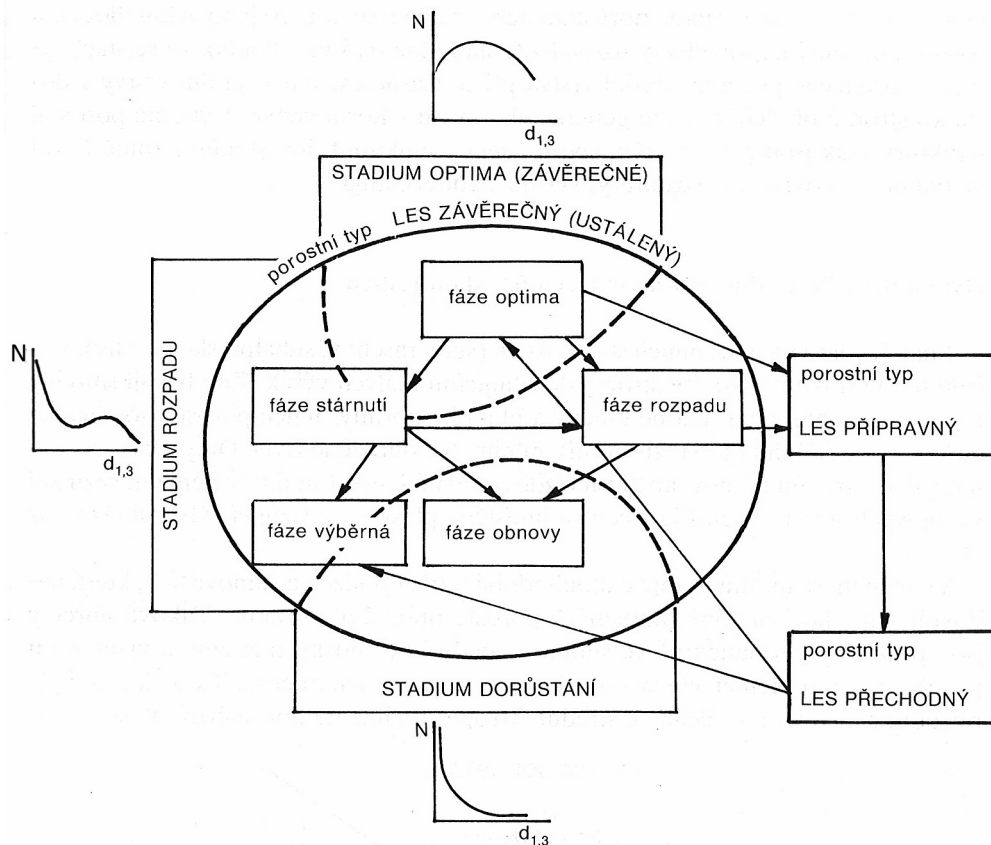 N
d1,3
STADIUM OPTIMA (ZÁVĚREČNÉ)
porostní typ LES ZÁVĚREČNÝ (USTÁLENÝ)
fáze optima
N
d1,3
STADIUM ROZPADU
fáze stárnutí
fáze rozpadu
porostní typ
LES PŘÍPRAVNÝ
fáze výběrná
fáze obnovy
porostní typ
LES PŘECHODNÝ
STADIUM DORŮSTÁNÍ
N
d1,3